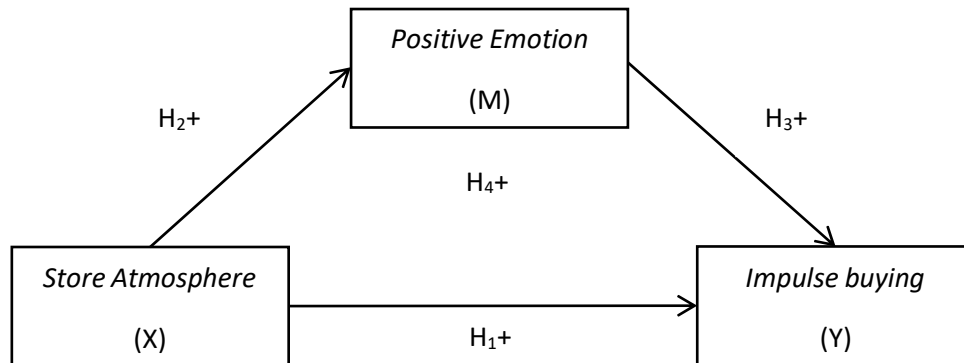 Positive Emotion
(M)
H₂+
H₃+
H₄+
Store Atmosphere
(X)
Impulse buying
(Y)
H₁+